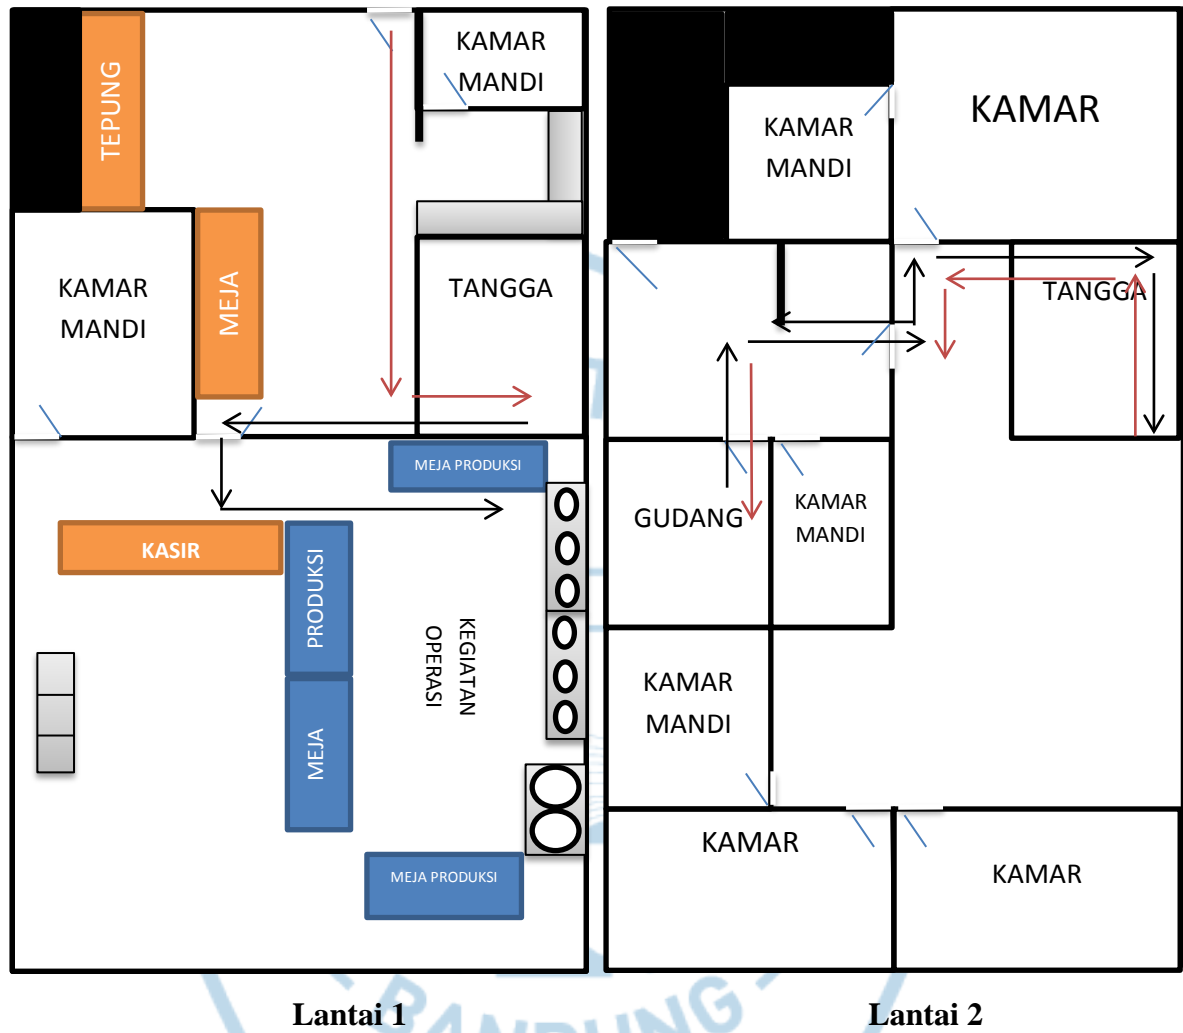 KAMAR
MANDI
TEPUNG
KAMAR
MANDI
MEJA
TANGGA
MEJA PRODUKSI
KASIR
PRODUKSI
MEJA
KEGIATAN
OPERASI
MEJA PRODUKSI
Lantai 1
KAMAR
KAMAR
MANDI
TANGGA
GUDANG
KAMAR
MANDI
KAMAR
MANDI
KAMAR
KAMAR
Lantai 2
BANDUNG